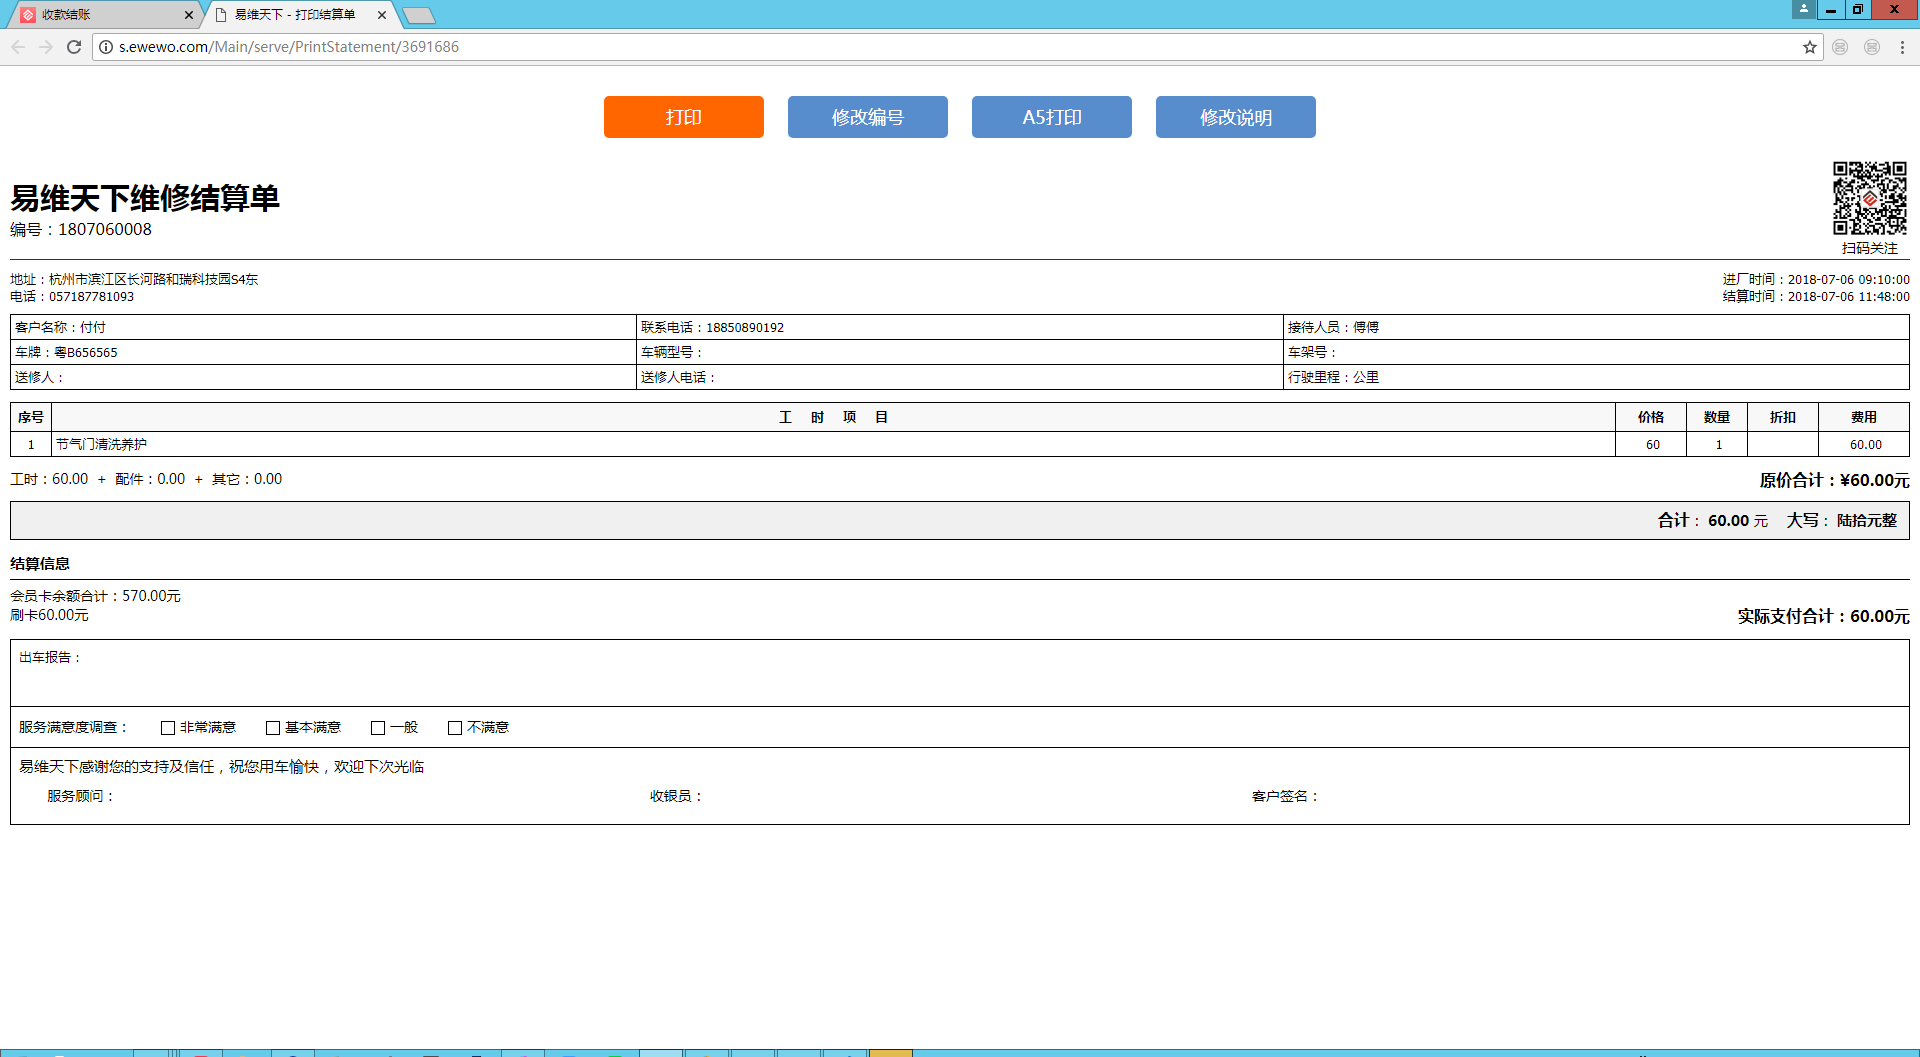 收款结账
易维天下 - 打印结算单
s.ewewo.com/Main/serve/PrintStatement/3691686
打印 修改编号 A5打印 修改说明
易维天下维修结算单
编号：1807060008
扫码关注
地址：杭州市滨江区长河路和瑞科技园S4东 进厂时间：2018-07-06 09:10:00
电话：057187781093 结算时间：2018-07-06 11:48:00
客户名称：付付 联系电话：18850890192 接待人员：傅傅
车牌：粤B656565 车辆型号： 车架号：
送修人： 送修人电话： 行驶里程：公里
序号 工 时 项 目 价格 数量 折扣 费用
1 节气门清洗养护 60 1 60.00
工时：60.00 + 配件：0.00 + 其它：0.00 原价合计：¥60.00元
合计： 60.00 元 大写： 陆拾元整
结算信息
会员卡余额合计：570.00元
刷卡60.00元 实际支付合计：60.00元
出车报告：
服务满意度调查： 非常满意 基本满意 一般 不满意
易维天下感谢您的支持及信任，祝您用车愉快，欢迎下次光临
服务顾问： 收银员： 客户签名：